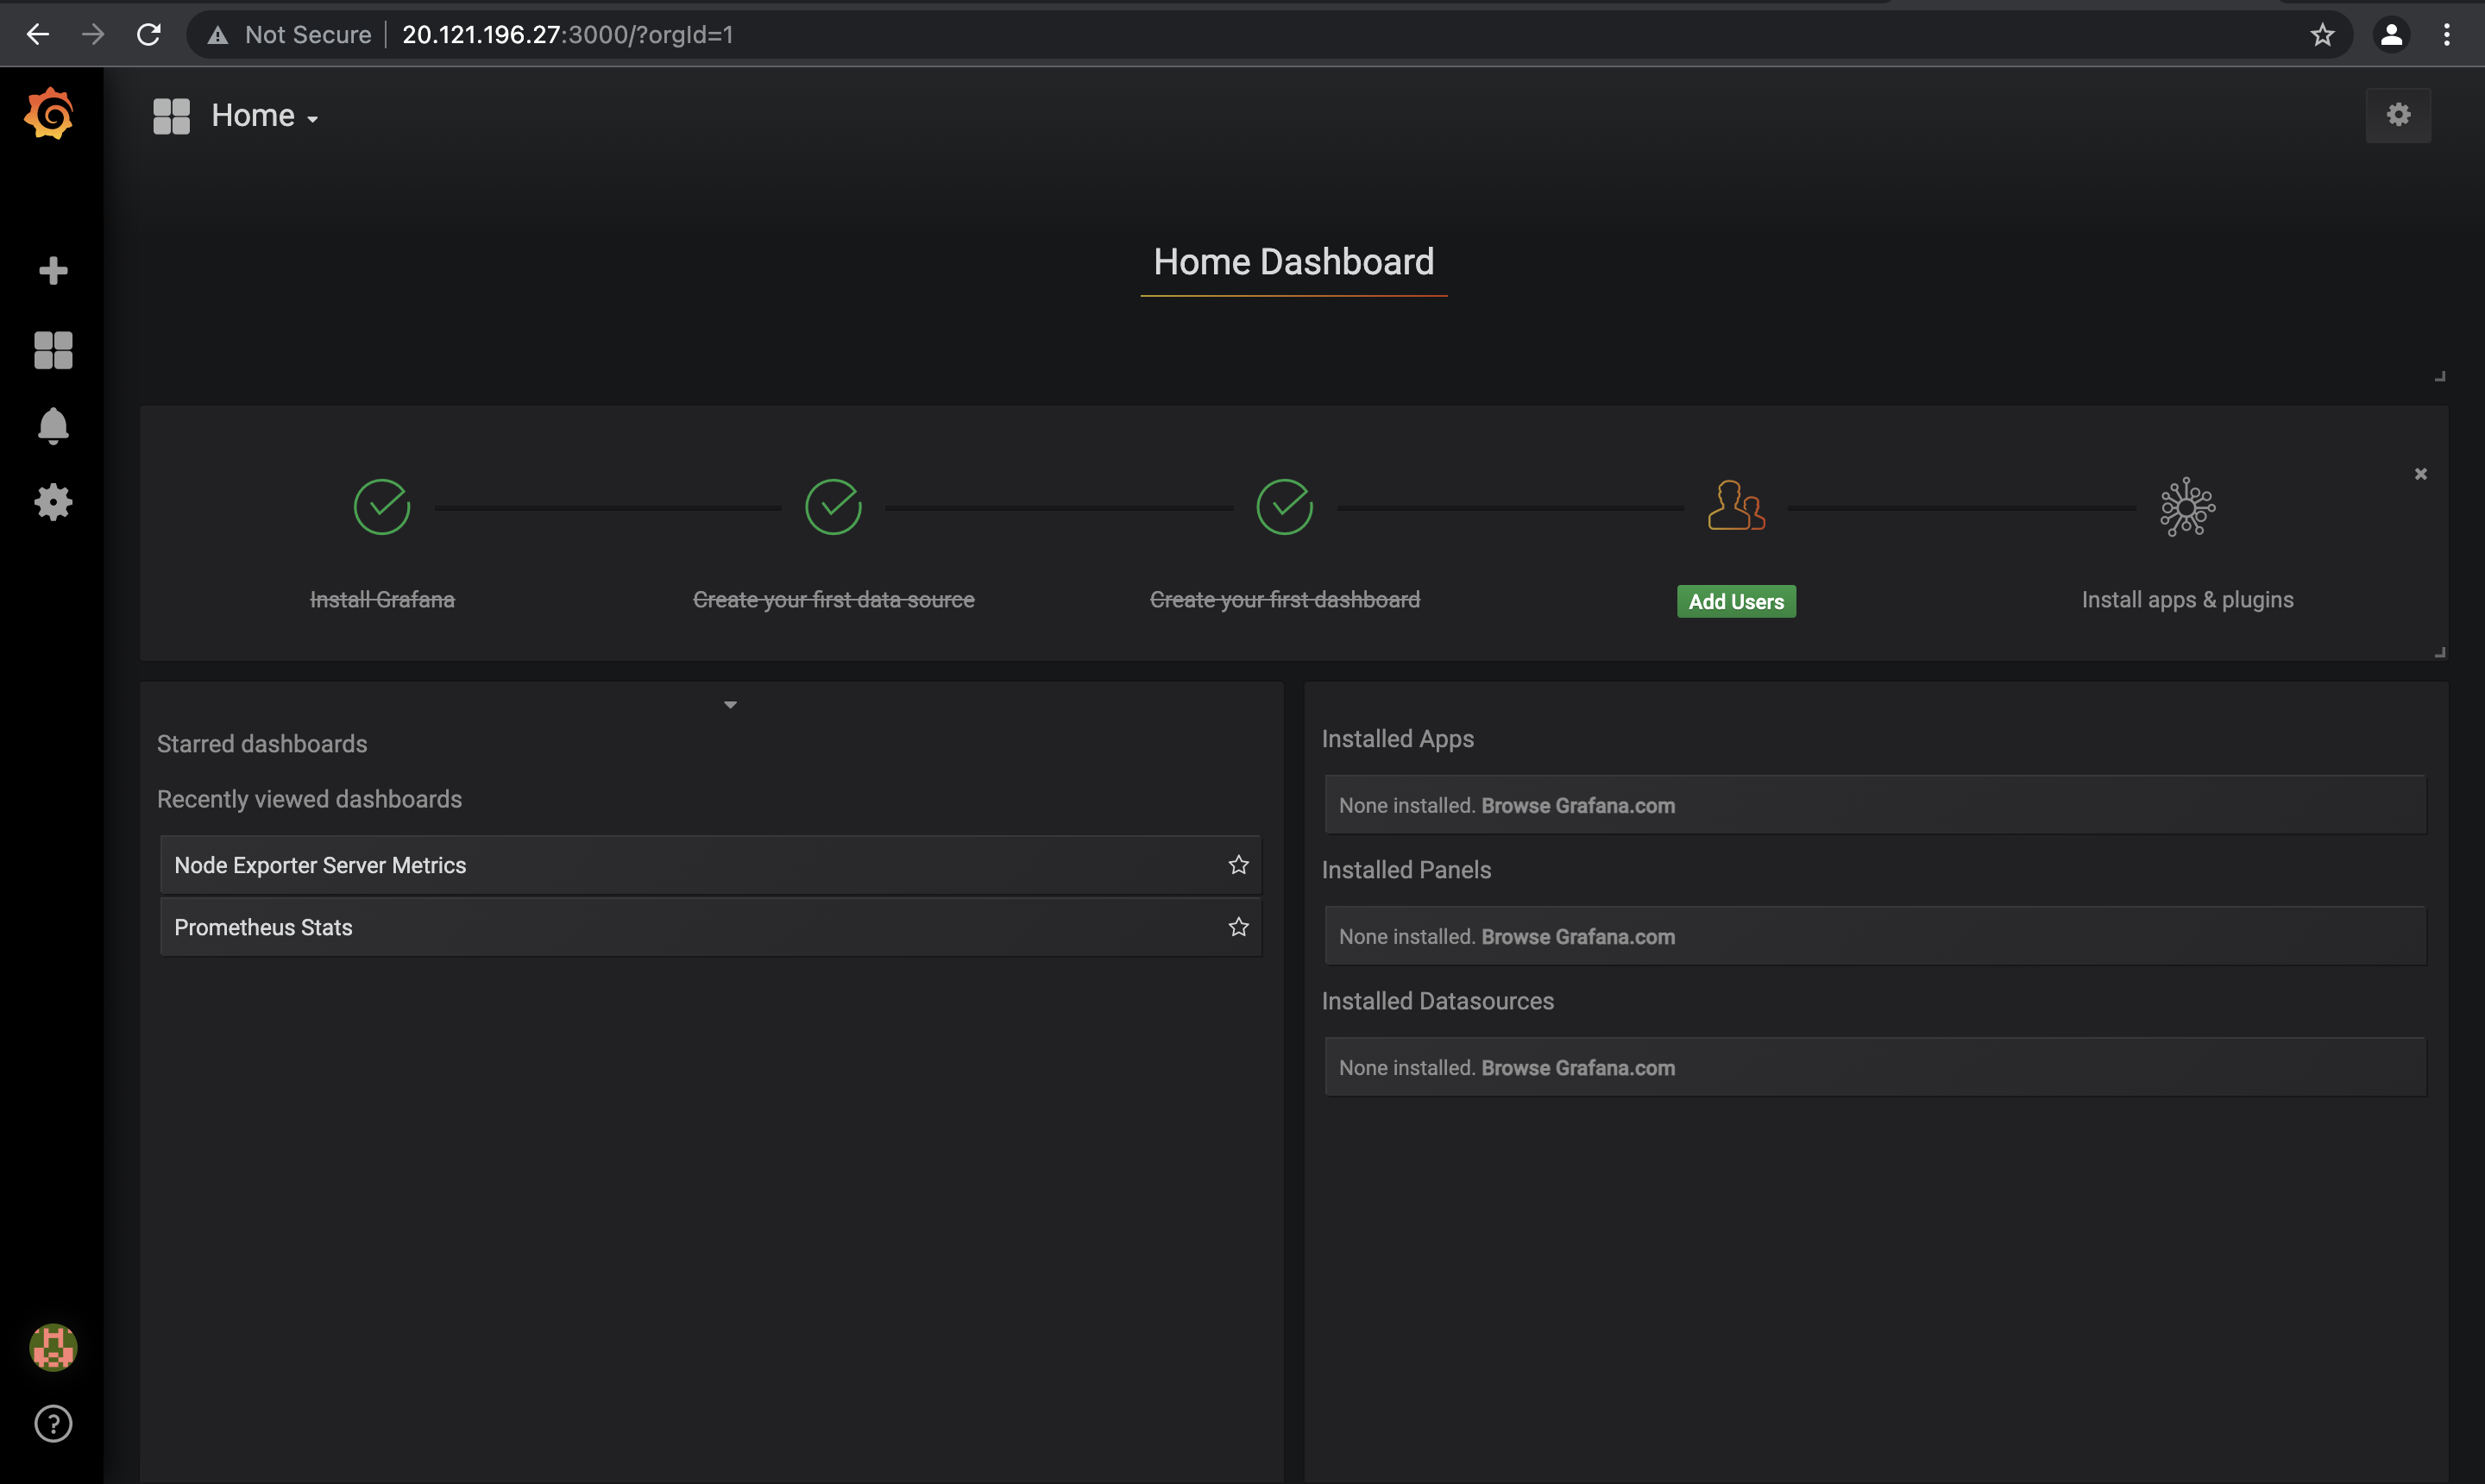 Not Secure | 20.121.196.27:3000/?orgId=1
Home
Home Dashboard
Install Grafana
Create your first data source
Create your first dashboard
Add Users
Install apps & plugins
Starred dashboards
Recently viewed dashboards
Node Exporter Server Metrics
Prometheus Stats
Installed Apps
None installed. Browse Grafana.com
Installed Panels
None installed. Browse Grafana.com
Installed Datasources
None installed. Browse Grafana.com